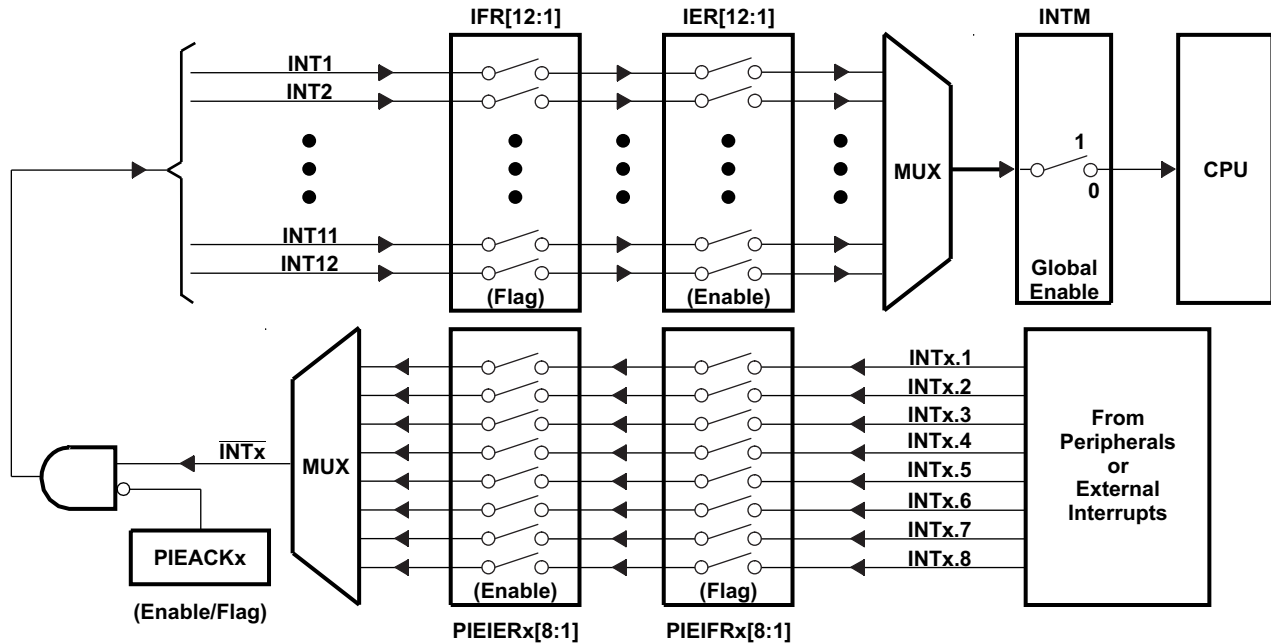 IFR[12:1]
IER[12:1]
INTM
INT1
INT2
INT11
INT12
(Flag)
(Enable)
MUX
1
0
Global
Enable
CPU
INTx
MUX
PIEACKx
(Enable/Flag)
(Enable)
PIEIERx[8:1]
(Flag)
PIEIFRx[8:1]
INTx.1
INTx.2
INTx.3
INTx.4
INTx.5
INTx.6
INTx.7
INTx.8
From
Peripherals
or
External
Interrupts